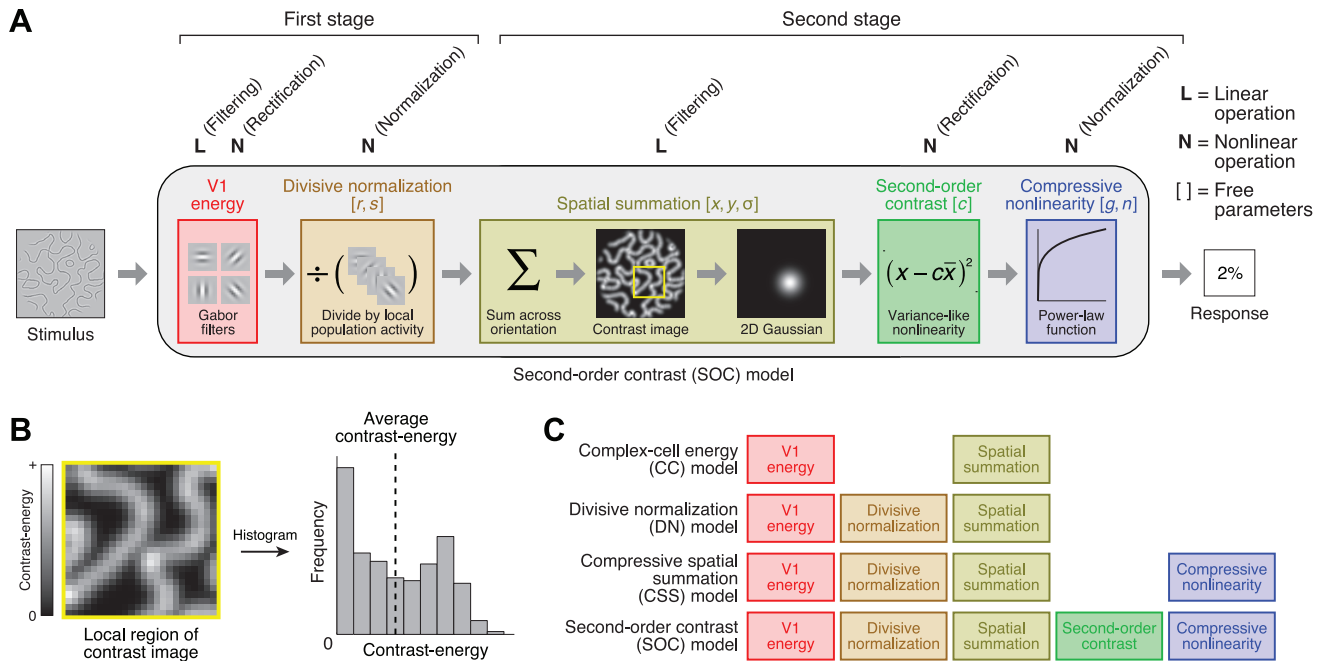 A
First stage
Second stage
L (Filtering)
N (Rectification)
N (Normalization)
L (Filtering)
N (Rectification)
N (Normalization)
L = Linear
operation
N = Nonlinear
operation
[ ] = Free
parameters
V1
energy
Divisive normalization
[r, s]
Spatial summation [x, y, σ]
Second-order
contrast [c]
Compressive
nonlinearity [g, n]
Gabor
filters
÷ ( )
Divide by local
population activity
Σ
Sum across
orientation
Contrast image
2D Gaussian
(x − cx̄)²
Variance-like
nonlinearity
Power-law
function
Stimulus
2%
Response
Second-order contrast (SOC) model
B
+
Contrast-energy
0
Local region of
contrast image
Histogram
Average
contrast-energy
Frequency
0
Contrast-energy
C
Complex-cell energy
(CC) model
V1
energy
Spatial
summation
Divisive normalization
(DN) model
V1
energy
Divisive
normalization
Spatial
summation
Compressive spatial
summation
(CSS) model
V1
energy
Divisive
normalization
Spatial
summation
Compressive
nonlinearity
Second-order contrast
(SOC) model
V1
energy
Divisive
normalization
Spatial
summation
Second-order
contrast
Compressive
nonlinearity